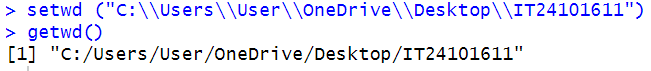 > setwd ("C:\\Users\\User\\OneDrive\\Desktop\\IT24101611")
> getwd()
[1] "C:/Users/User/OneDrive/Desktop/IT24101611"